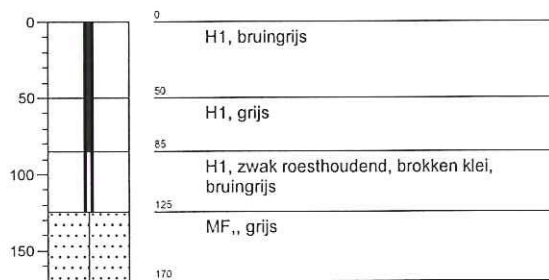 0
0
H1, bruingrijs
50
50
H1, grijs
85
H1, zwak roesthoudend, brokken klei,
bruingrijs
100
125
MF,, grijs
150
170